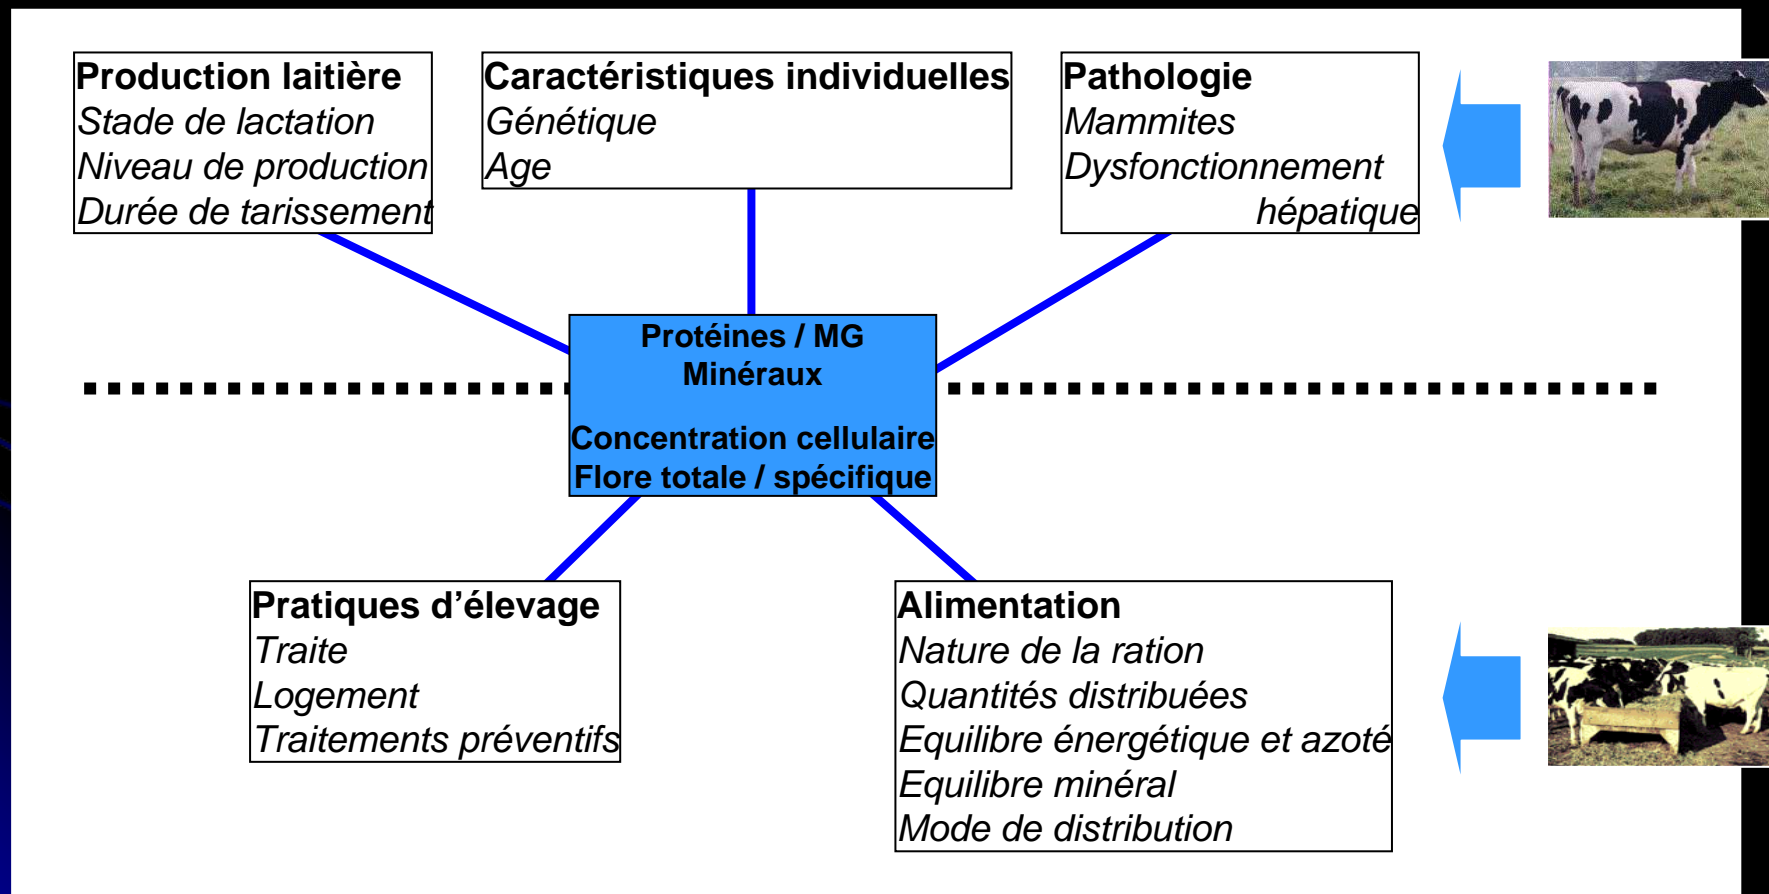 Production laitière
Stade de lactation
Niveau de production
Durée de tarissement
Caractéristiques individuelles
Génétique
Age
Pathologie
Mammites
Dysfonctionnement
hépatique
Protéines / MG
Minéraux
Concentration cellulaire
Flore totale / spécifique
Pratiques d’élevage
Traite
Logement
Traitements préventifs
Alimentation
Nature de la ration
Quantités distribuées
Equilibre énergétique et azoté
Equilibre minéral
Mode de distribution